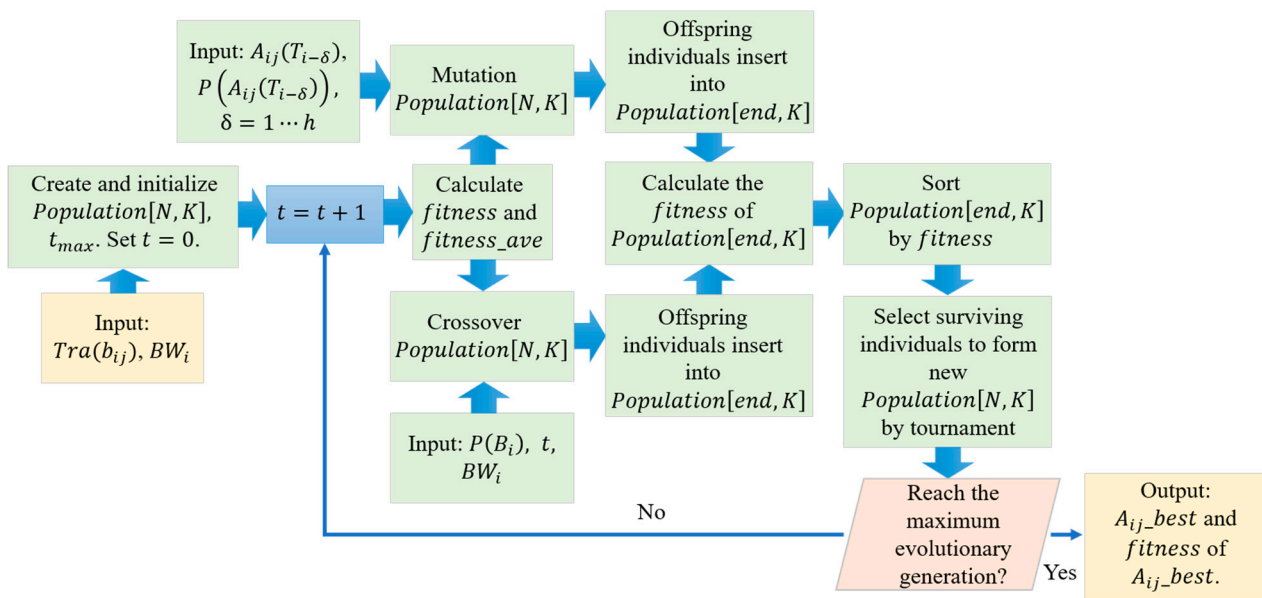 Input: A_{ij}(T_{i−δ}),
P(A_{ij}(T_{i−δ})),
δ = 1 ⋯ h
Mutation
Population[N, K]
Offspring
individuals insert
into
Population[end, K]
Create and initialize
Population[N, K],
t_{max}. Set t = 0.
t = t + 1
Calculate
fitness and
fitness_ave
Calculate the
fitness of
Population[end, K]
Sort
Population[end, K]
by fitness
Input:
Tra(b_{ij}), BW_i
Crossover
Population[N, K]
Offspring
individuals insert
into
Population[end, K]
Select surviving
individuals to form
new
Population[N, K]
by tournament
Input: P(B_i), t,
BW_i
Reach the
maximum
evolutionary
generation?
No
Yes
Output:
A_{ij}_best and
fitness of
A_{ij}_best.